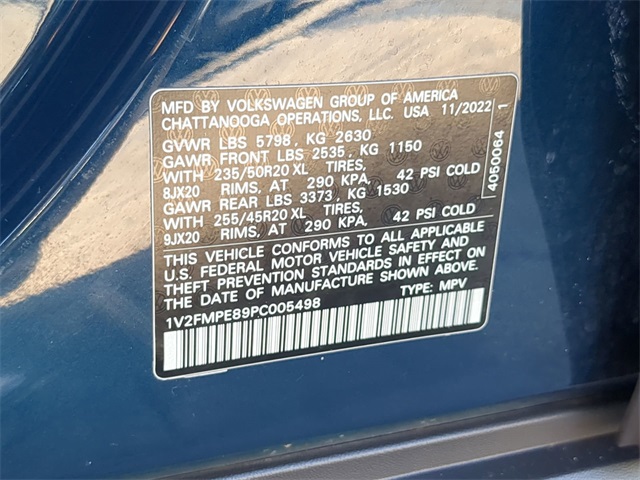 MFD BY VOLKSWAGEN GROUP OF AMERICA
CHATTANOOGA OPERATIONS, LLC. USA 11/2022
GVWR LBS 5798, KG 2630
GAWR FRONT LBS 2535, KG 1150
WITH 235/50R20 XL TIRES,
8JX20 RIMS, AT 290 KPA, 42 PSI COLD
GAWR REAR LBS 3373, KG 1530
WITH 255/45R20 XL TIRES,
9JX20 RIMS, AT 290 KPA, 42 PSI COLD
THIS VEHICLE CONFORMS TO ALL APPLICABLE
U.S. FEDERAL MOTOR VEHICLE SAFETY AND
THEFT PREVENTION STANDARDS IN EFFECT ON
THE DATE OF MANUFACTURE SHOWN ABOVE.
1V2FMPE89PC005498 TYPE: MPV
4050064 1